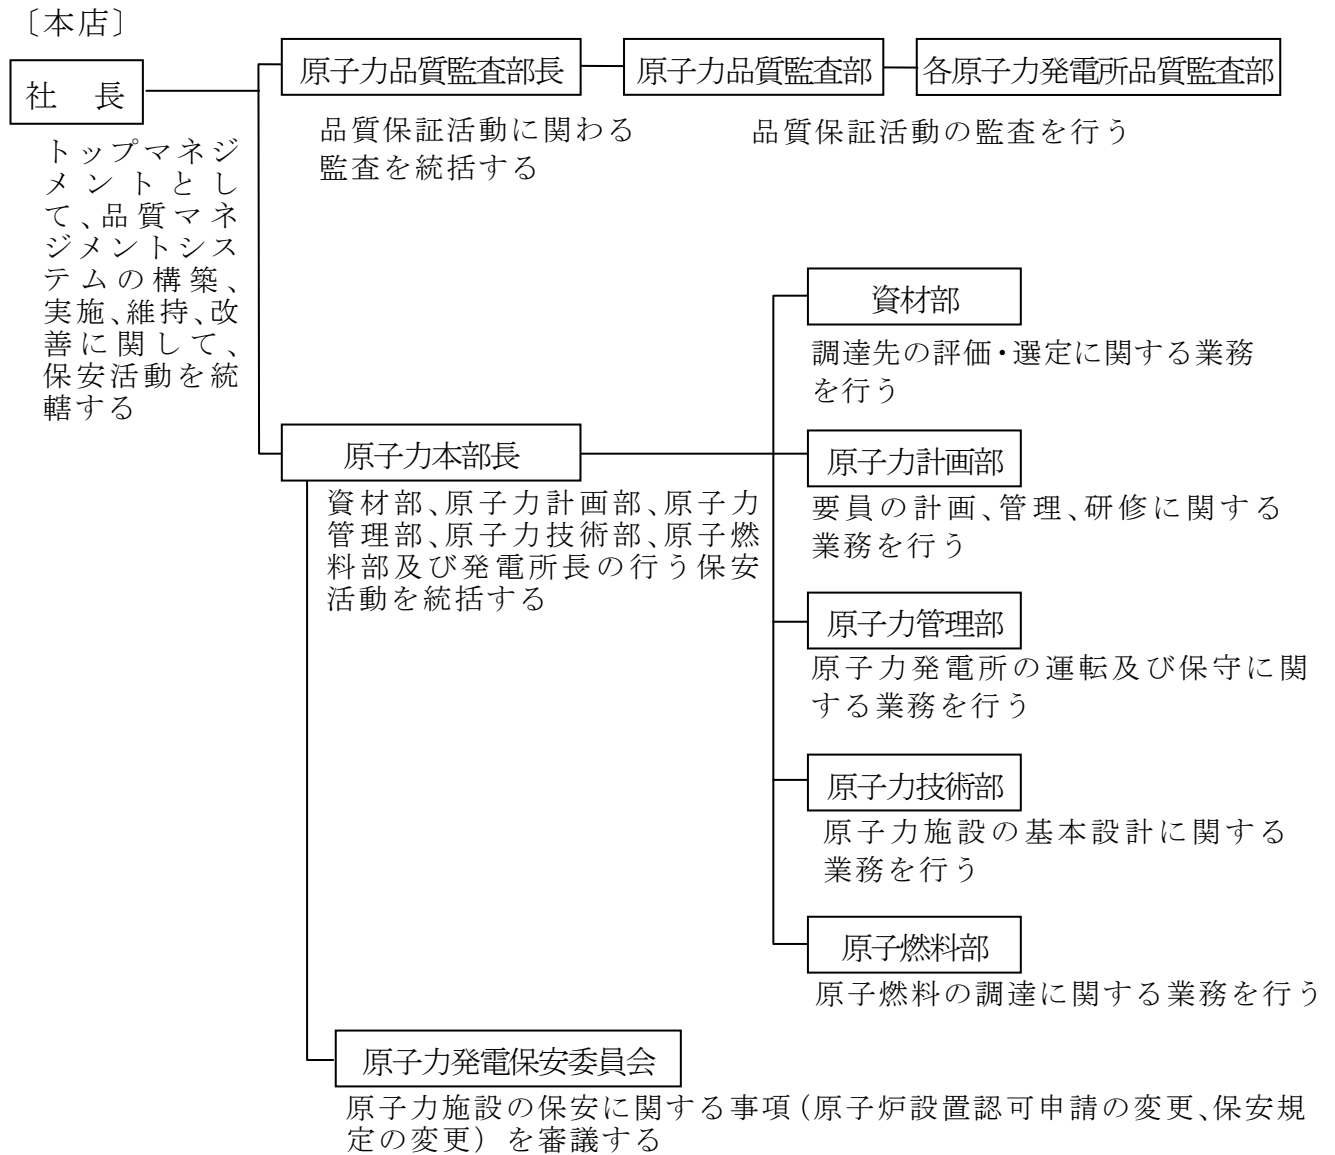 〔本店〕
社　長
トップマネジ
メントとし
て、品質マネ
ジメントシス
テムの構築、
実施、維持、改
善に関して、
保安活動を統
轄する
原子力品質監査部長
品質保証活動に関わる
監査を統括する
原子力品質監査部
各原子力発電所品質監査部
品質保証活動の監査を行う
原子力本部長
資材部、原子力計画部、原子力
管理部、原子力技術部、原子燃
料部及び発電所長の行う保安
活動を統括する
資材部
調達先の評価・選定に関する業務
を行う
原子力計画部
要員の計画、管理、研修に関する
業務を行う
原子力管理部
原子力発電所の運転及び保守に関
する業務を行う
原子力技術部
原子力施設の基本設計に関する
業務を行う
原子燃料部
原子燃料の調達に関する業務を行う
原子力発電保安委員会
原子力施設の保安に関する事項（原子炉設置認可申請の変更、保安規
定の変更）を審議する